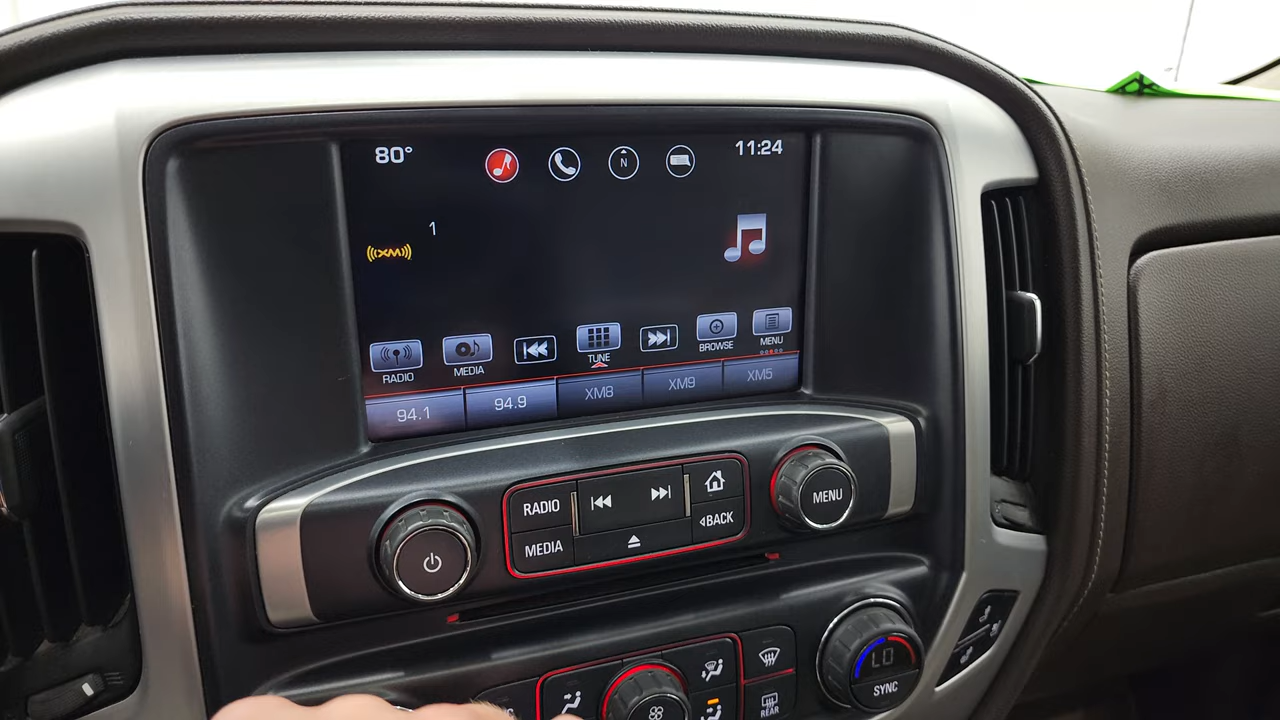 80°
N
11:24
1
((XM))
RADIO
MEDIA
TUNE
BROWSE
MENU
94.1
94.9
XM8
XM9
XM5
RADIO
MEDIA
BACK
MENU
LO
SYNC
REAR